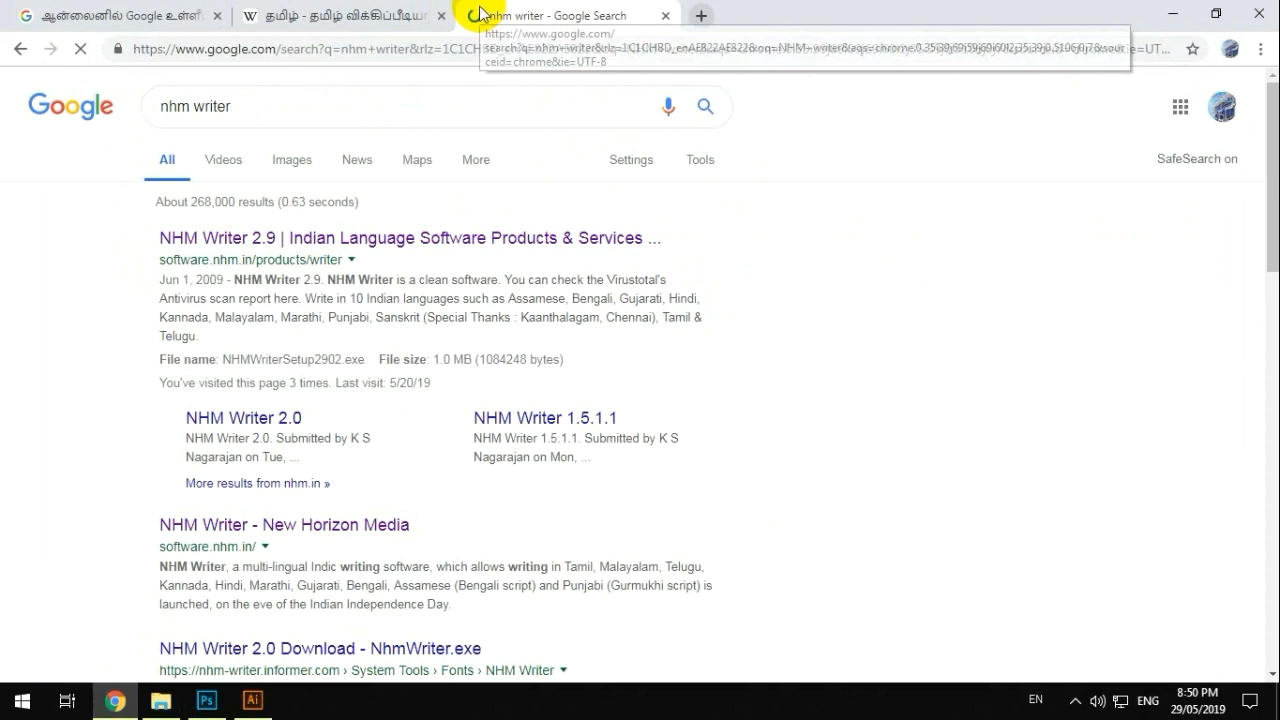 ஆன்லைனில் Google உள்ளீ
தமிழ் - தமிழ் விக்கிப்பீடியா
nhm writer - Google Search
https://www.google.com/
ceid=chrome&ie=UTF-8
https://www.google.com/search?q=nhm+writer&rlz=1C1CHBD_enAE822AE822&oq=NHM+writer&aqs=chrome
Google
nhm writer
All Videos Images News Maps More Settings Tools
SafeSearch on
About 268,000 results (0.63 seconds)
NHM Writer 2.9 | Indian Language Software Products & Services ...
software.nhm.in/products/writer
Jun 1, 2009 - NHM Writer 2.9. NHM Writer is a clean software. You can check the Virustotal's
Antivirus scan report here. Write in 10 Indian languages such as Assamese, Bengali, Gujarati, Hindi,
Kannada, Malayalam, Marathi, Punjabi, Sanskrit (Special Thanks : Kaanthalagam, Chennai), Tamil &
Telugu.
File name: NHMWriterSetup2902.exe File size: 1.0 MB (1084248 bytes)
You've visited this page 3 times. Last visit: 5/20/19
NHM Writer 2.0
NHM Writer 2.0. Submitted by K S
Nagarajan on Tue, ...
NHM Writer 1.5.1.1
NHM Writer 1.5.1.1. Submitted by K S
Nagarajan on Mon, ...
More results from nhm.in »
NHM Writer - New Horizon Media
software.nhm.in/
NHM Writer, a multi-lingual Indic writing software, which allows writing in Tamil, Malayalam, Telugu,
Kannada, Hindi, Marathi, Gujarati, Bengali, Assamese (Bengali script) and Punjabi (Gurmukhi script) is
launched, on the eve of the Indian Independence Day.
NHM Writer 2.0 Download - NhmWriter.exe
https://nhm-writer.informer.com › System Tools › Fonts › NHM Writer
Ps
Ai
EN
ENG
8:50 PM
29/05/2019